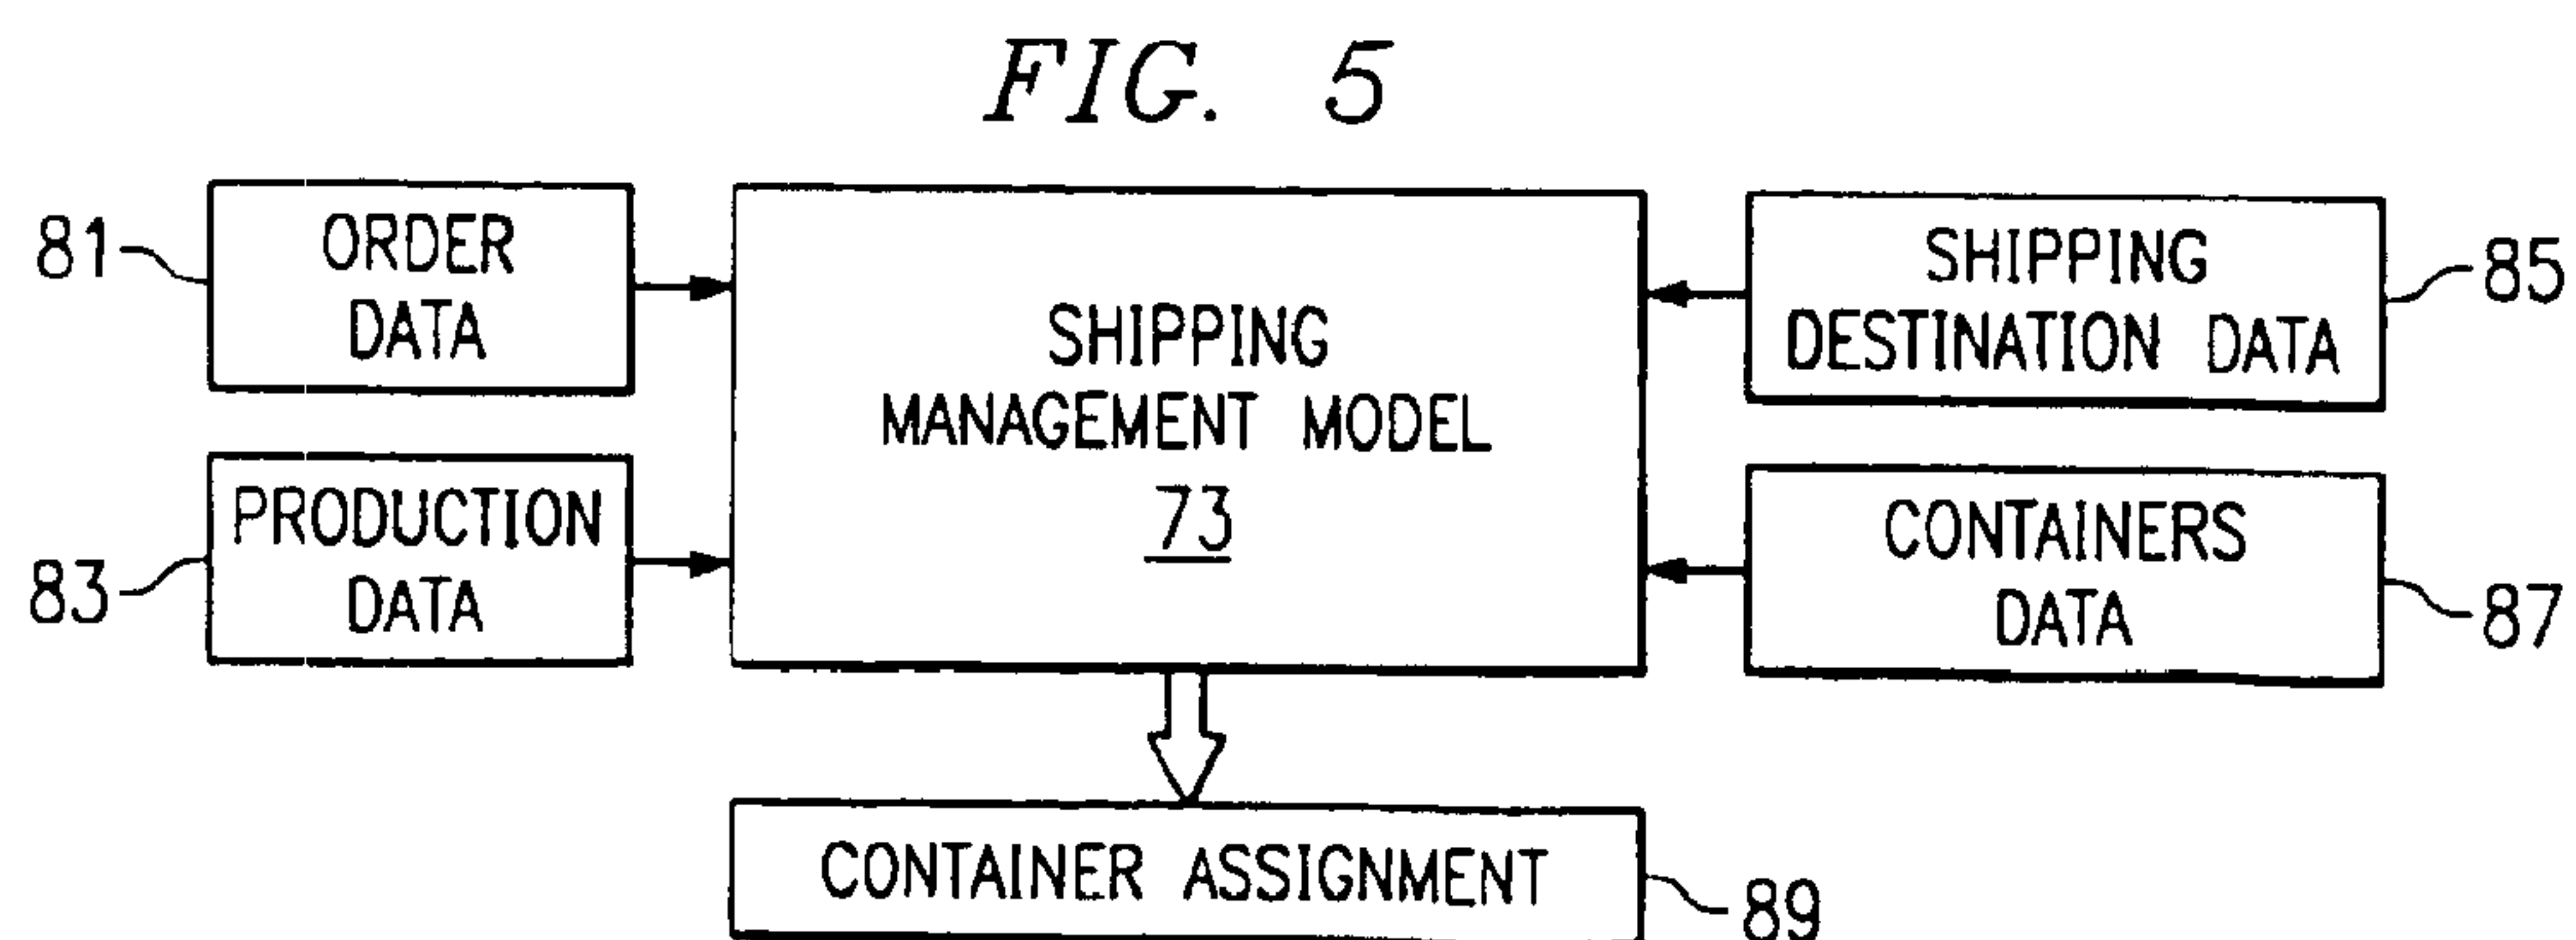 FIG. 5
81
ORDER
DATA
83
PRODUCTION
DATA
SHIPPING
MANAGEMENT MODEL
73
SHIPPING
DESTINATION DATA
85
CONTAINERS
DATA
87
CONTAINER ASSIGNMENT
89